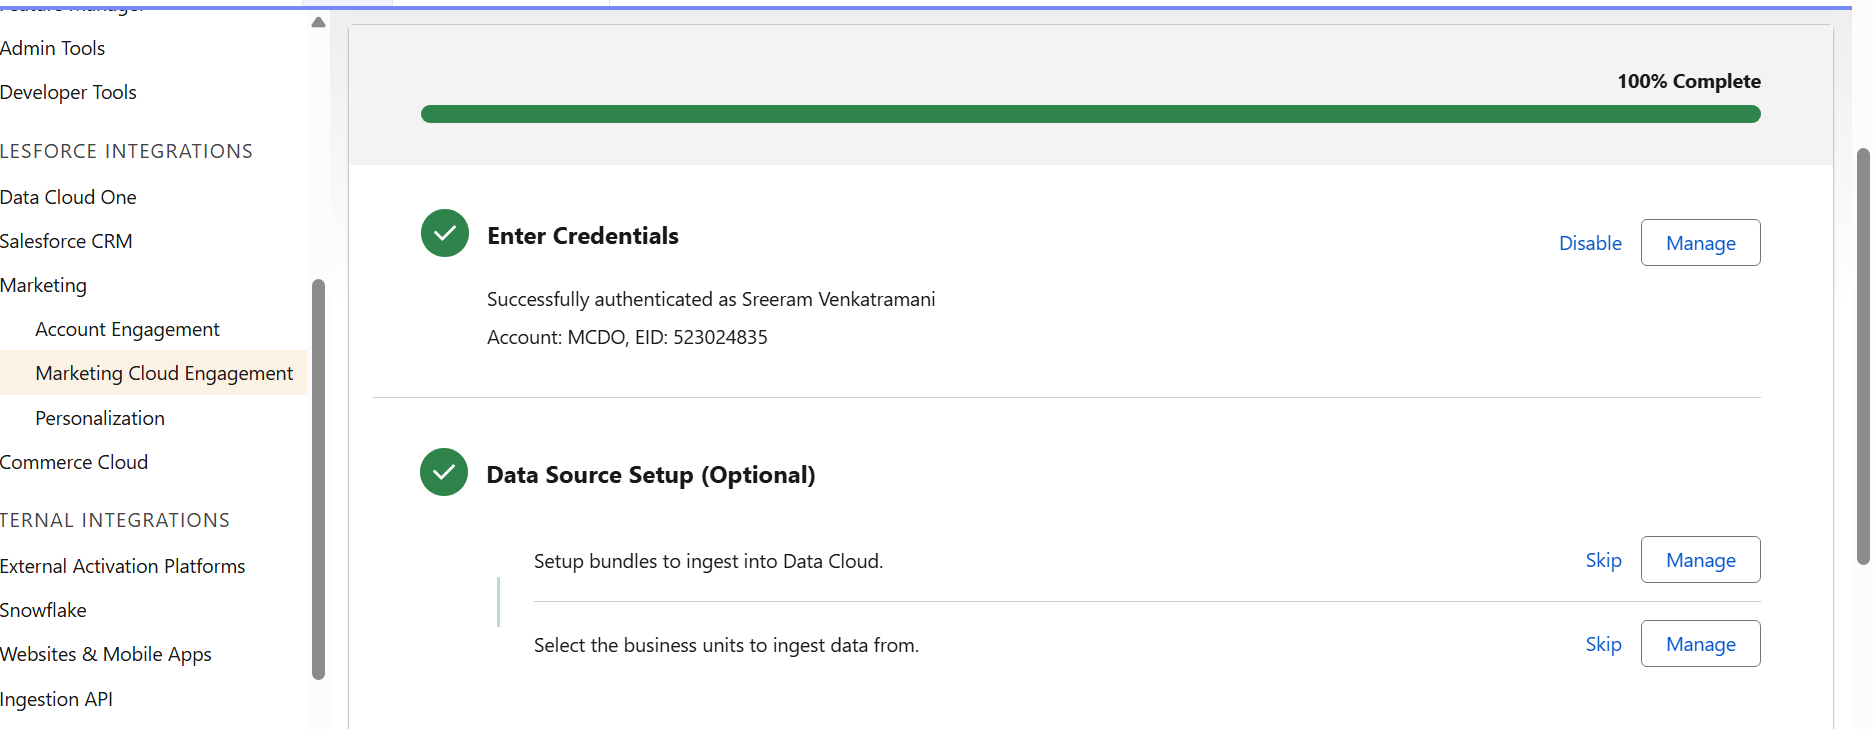 Feature Manager
Admin Tools
Developer Tools
LESFORCE INTEGRATIONS
Data Cloud One
Salesforce CRM
Marketing
Account Engagement
Marketing Cloud Engagement
Personalization
Commerce Cloud
TERNAL INTEGRATIONS
External Activation Platforms
Snowflake
Websites & Mobile Apps
Ingestion API
100% Complete
Enter Credentials
Disable
Manage
Successfully authenticated as Sreeram Venkatramani
Account: MCDO, EID: 523024835
Data Source Setup (Optional)
Setup bundles to ingest into Data Cloud.
Skip
Manage
Select the business units to ingest data from.
Skip
Manage